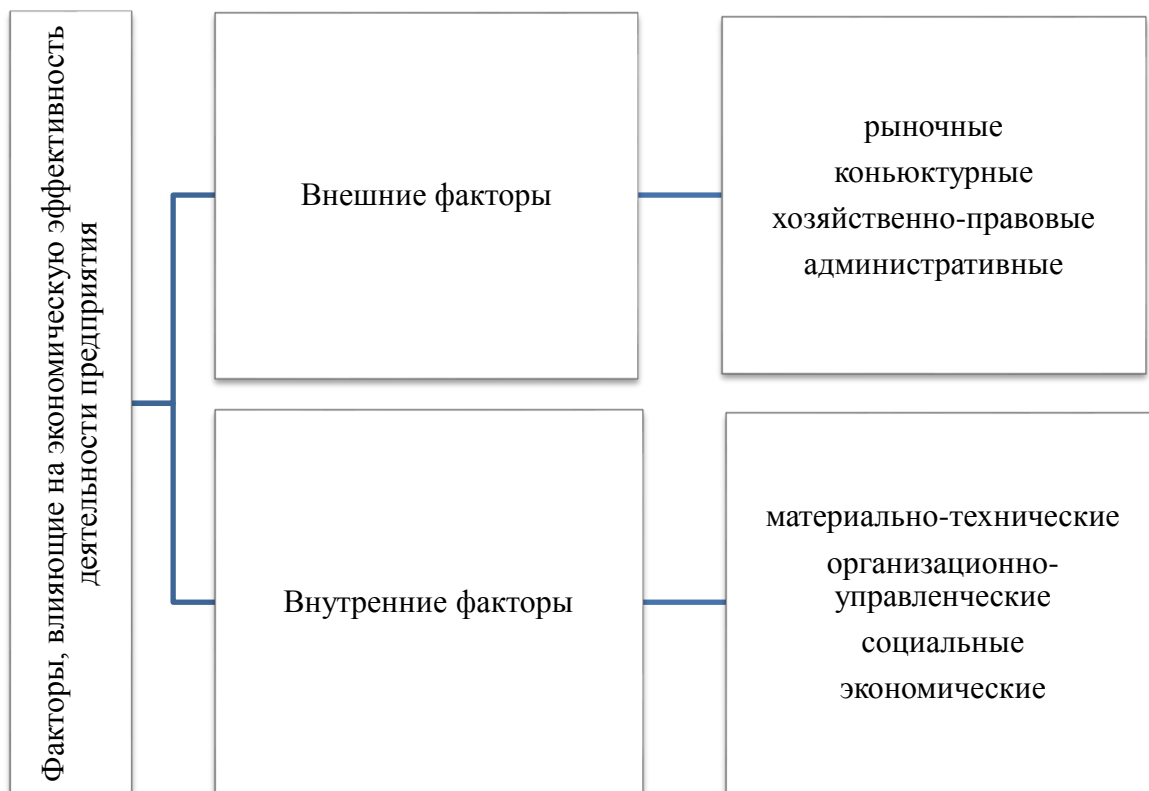 Факторы, влияющие на экономическую эффективность
деятельности предприятия
Внешние факторы
рыночные
коньюктурные
хозяйственно-правовые
административные
Внутренние факторы
материально-технические
организационно-
управленческие
социальные
экономические